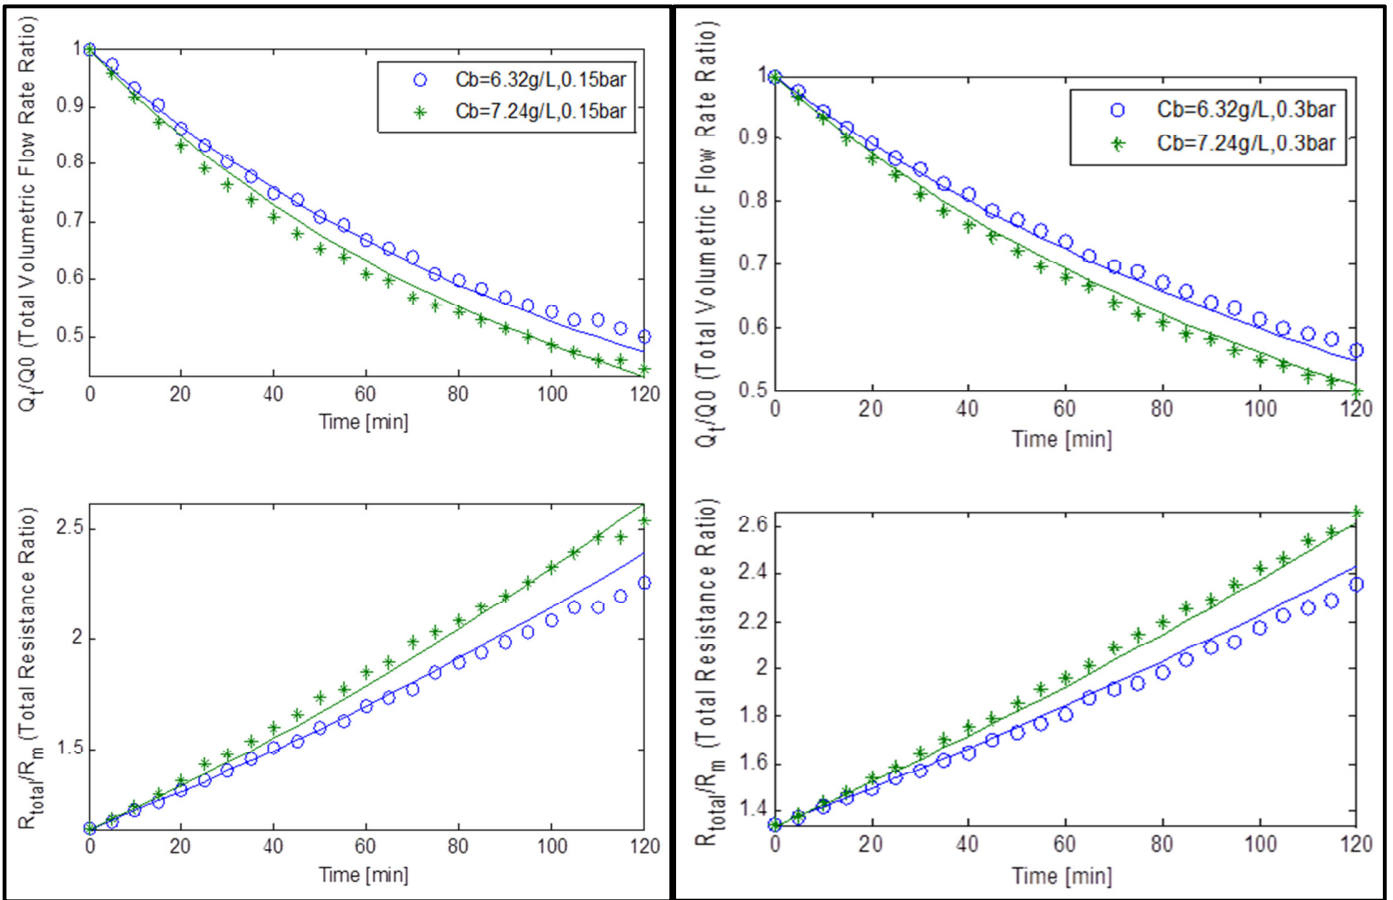 Q_t/Q0 (Total Volumetric Flow Rate Ratio)
1
0.9
0.8
0.7
0.6
0.5
Cb=6.32g/L,0.15bar
Cb=7.24g/L,0.15bar
0 20 40 60 80 100 120
Time [min]
Q_t/Q0 (Total Volumetric Flow Rate Ratio)
1
0.9
0.8
0.7
0.6
0.5
Cb=6.32g/L,0.3bar
Cb=7.24g/L,0.3bar
0 20 40 60 80 100 120
Time [min]
R_total/R_m (Total Resistance Ratio)
2.5
2
1.5
0 20 40 60 80 100 120
Time [min]
R_total/R_m (Total Resistance Ratio)
2.6
2.4
2.2
2
1.8
1.6
1.4
0 20 40 60 80 100 120
Time [min]